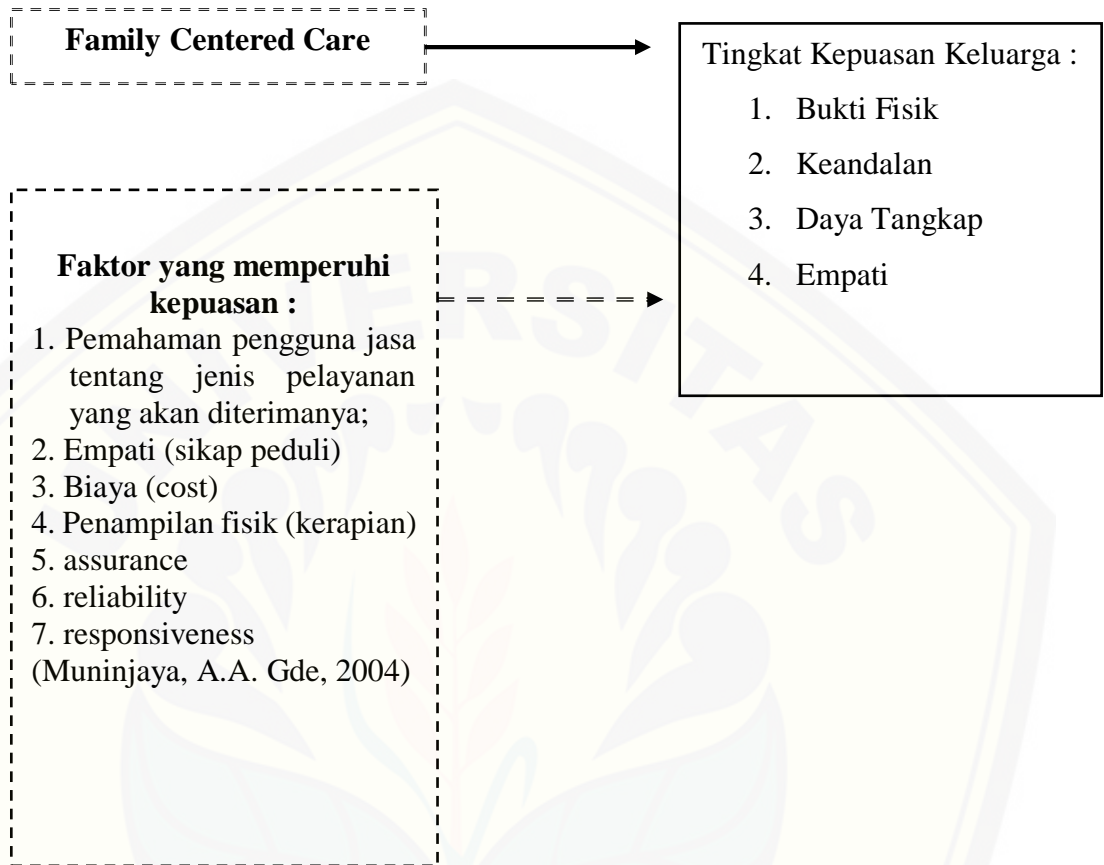 Family Centered Care
Tingkat Kepuasan Keluarga :
1. Bukti Fisik
2. Keandalan
3. Daya Tangkap
4. Empati
Faktor yang memperuhi
kepuasan :
1. Pemahaman pengguna jasa
tentang jenis pelayanan
yang akan diterimanya;
2. Empati (sikap peduli)
3. Biaya (cost)
4. Penampilan fisik (kerapian)
5. assurance
6. reliability
7. responsiveness
(Muninjaya, A.A. Gde, 2004)
UNIVERSITAS